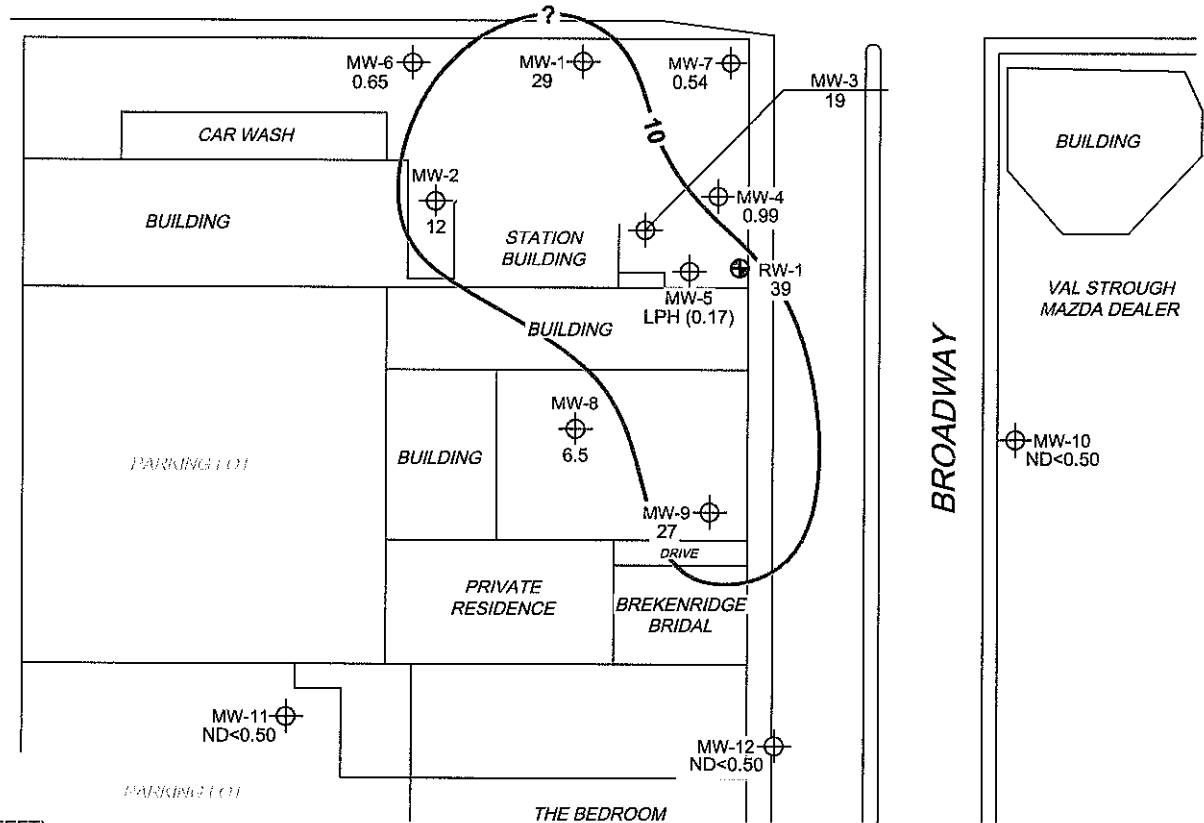 ?
MW-6
0.65
MW-1
29
MW-7
0.54
MW-3
19
10
CAR WASH
BUILDING
MW-2
12
BUILDING
STATION
BUILDING
MW-4
0.99
RW-1
39
MW-5
LPH (0.17)
VAL STROUGH
MAZDA DEALER
BUILDING
BROADWAY
MW-8
6.5
BUILDING
PARKING LOT
MW-10
ND<0.50
MW-9
27
DRIVE
PRIVATE
RESIDENCE
BREKENRIDGE
BRIDAL
MW-11
ND<0.50
MW-12
ND<0.50
PARKING LOT
THE BEDROOM